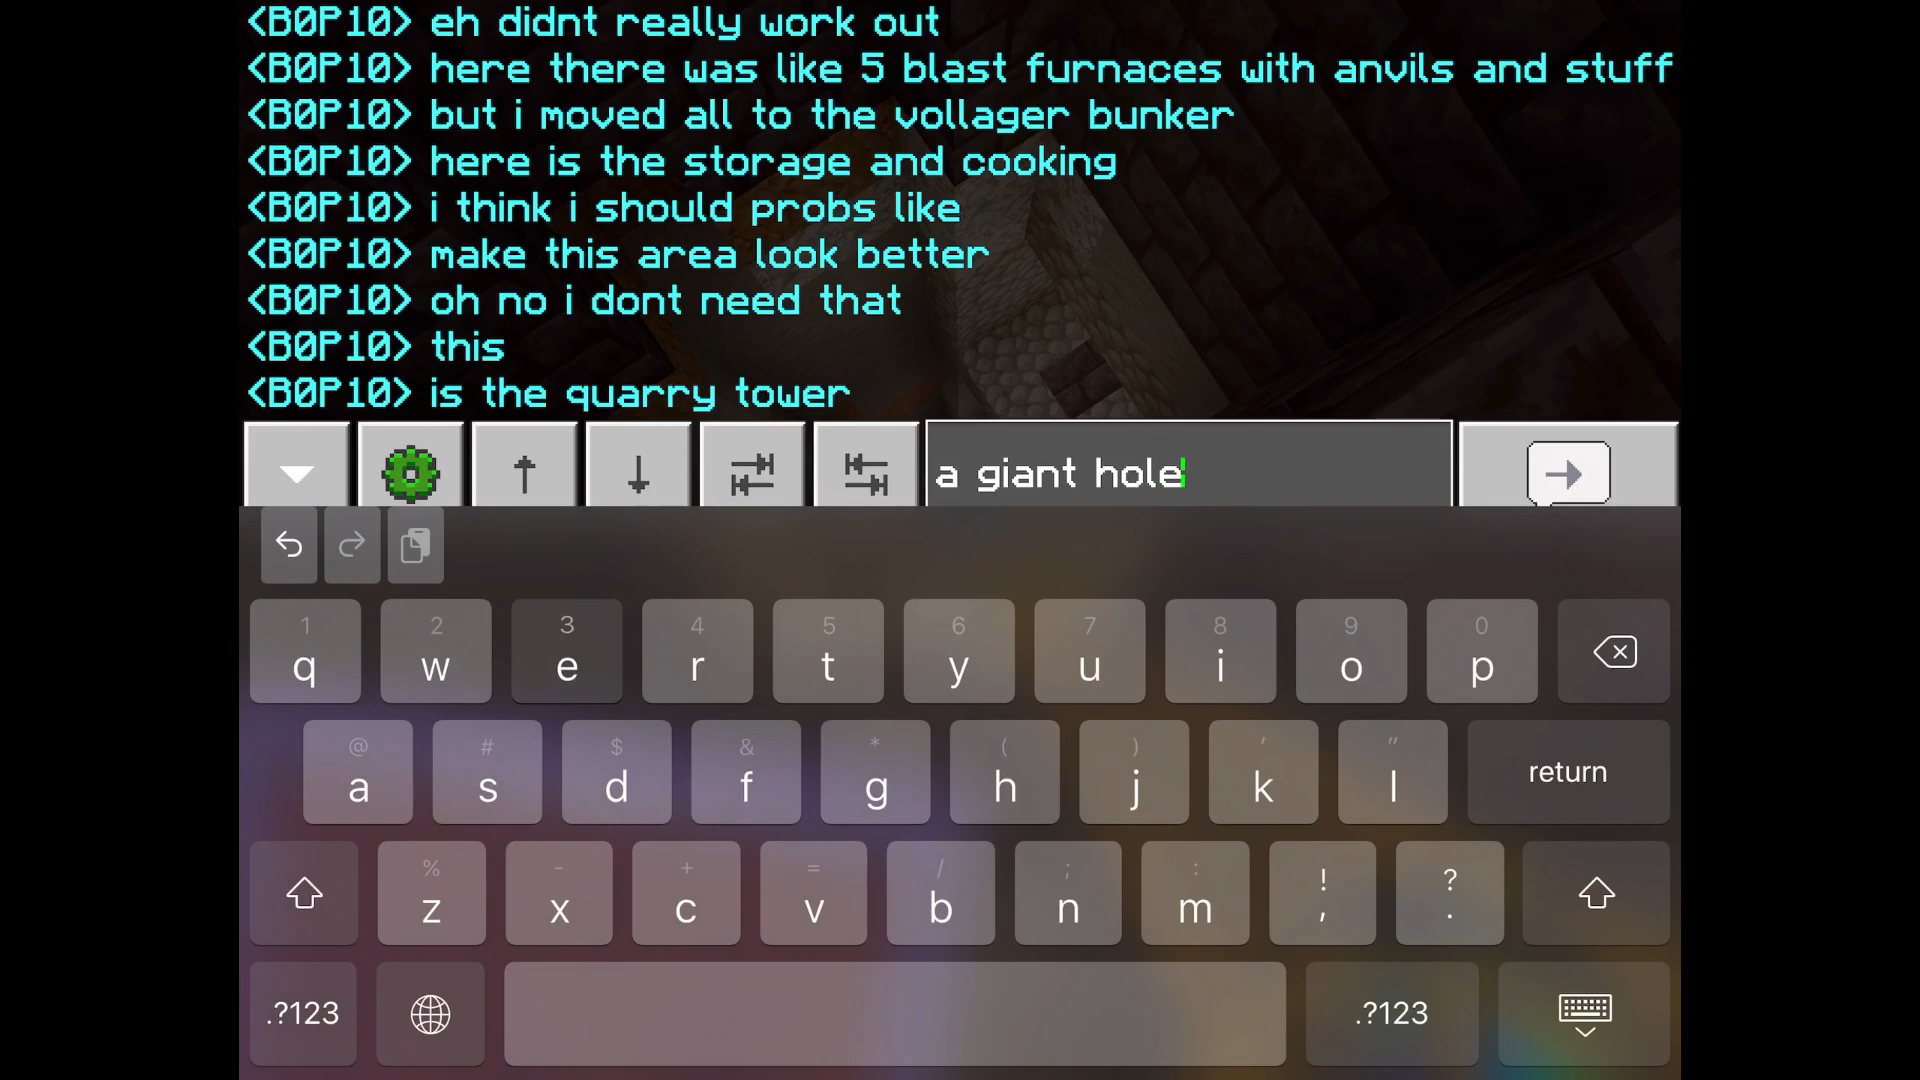 <B0P10> eh didnt really work out
<B0P10> here there was like 5 blast furnaces with anvils and stuff
<B0P10> but i moved all to the vollager bunker
<B0P10> here is the storage and cooking
<B0P10> i think i should probs like
<B0P10> make this area look better
<B0P10> oh no i dont need that
<B0P10> this
<B0P10> is the quarry tower
a giant hole
1 2 3 4 5 6 7 8 9 0
q w e r t y u i o p
@ # $ & * ( ) ' "
a s d f g h j k l return
% - + = / ; : ! ?
z x c v b n m , .
.?123 .?123